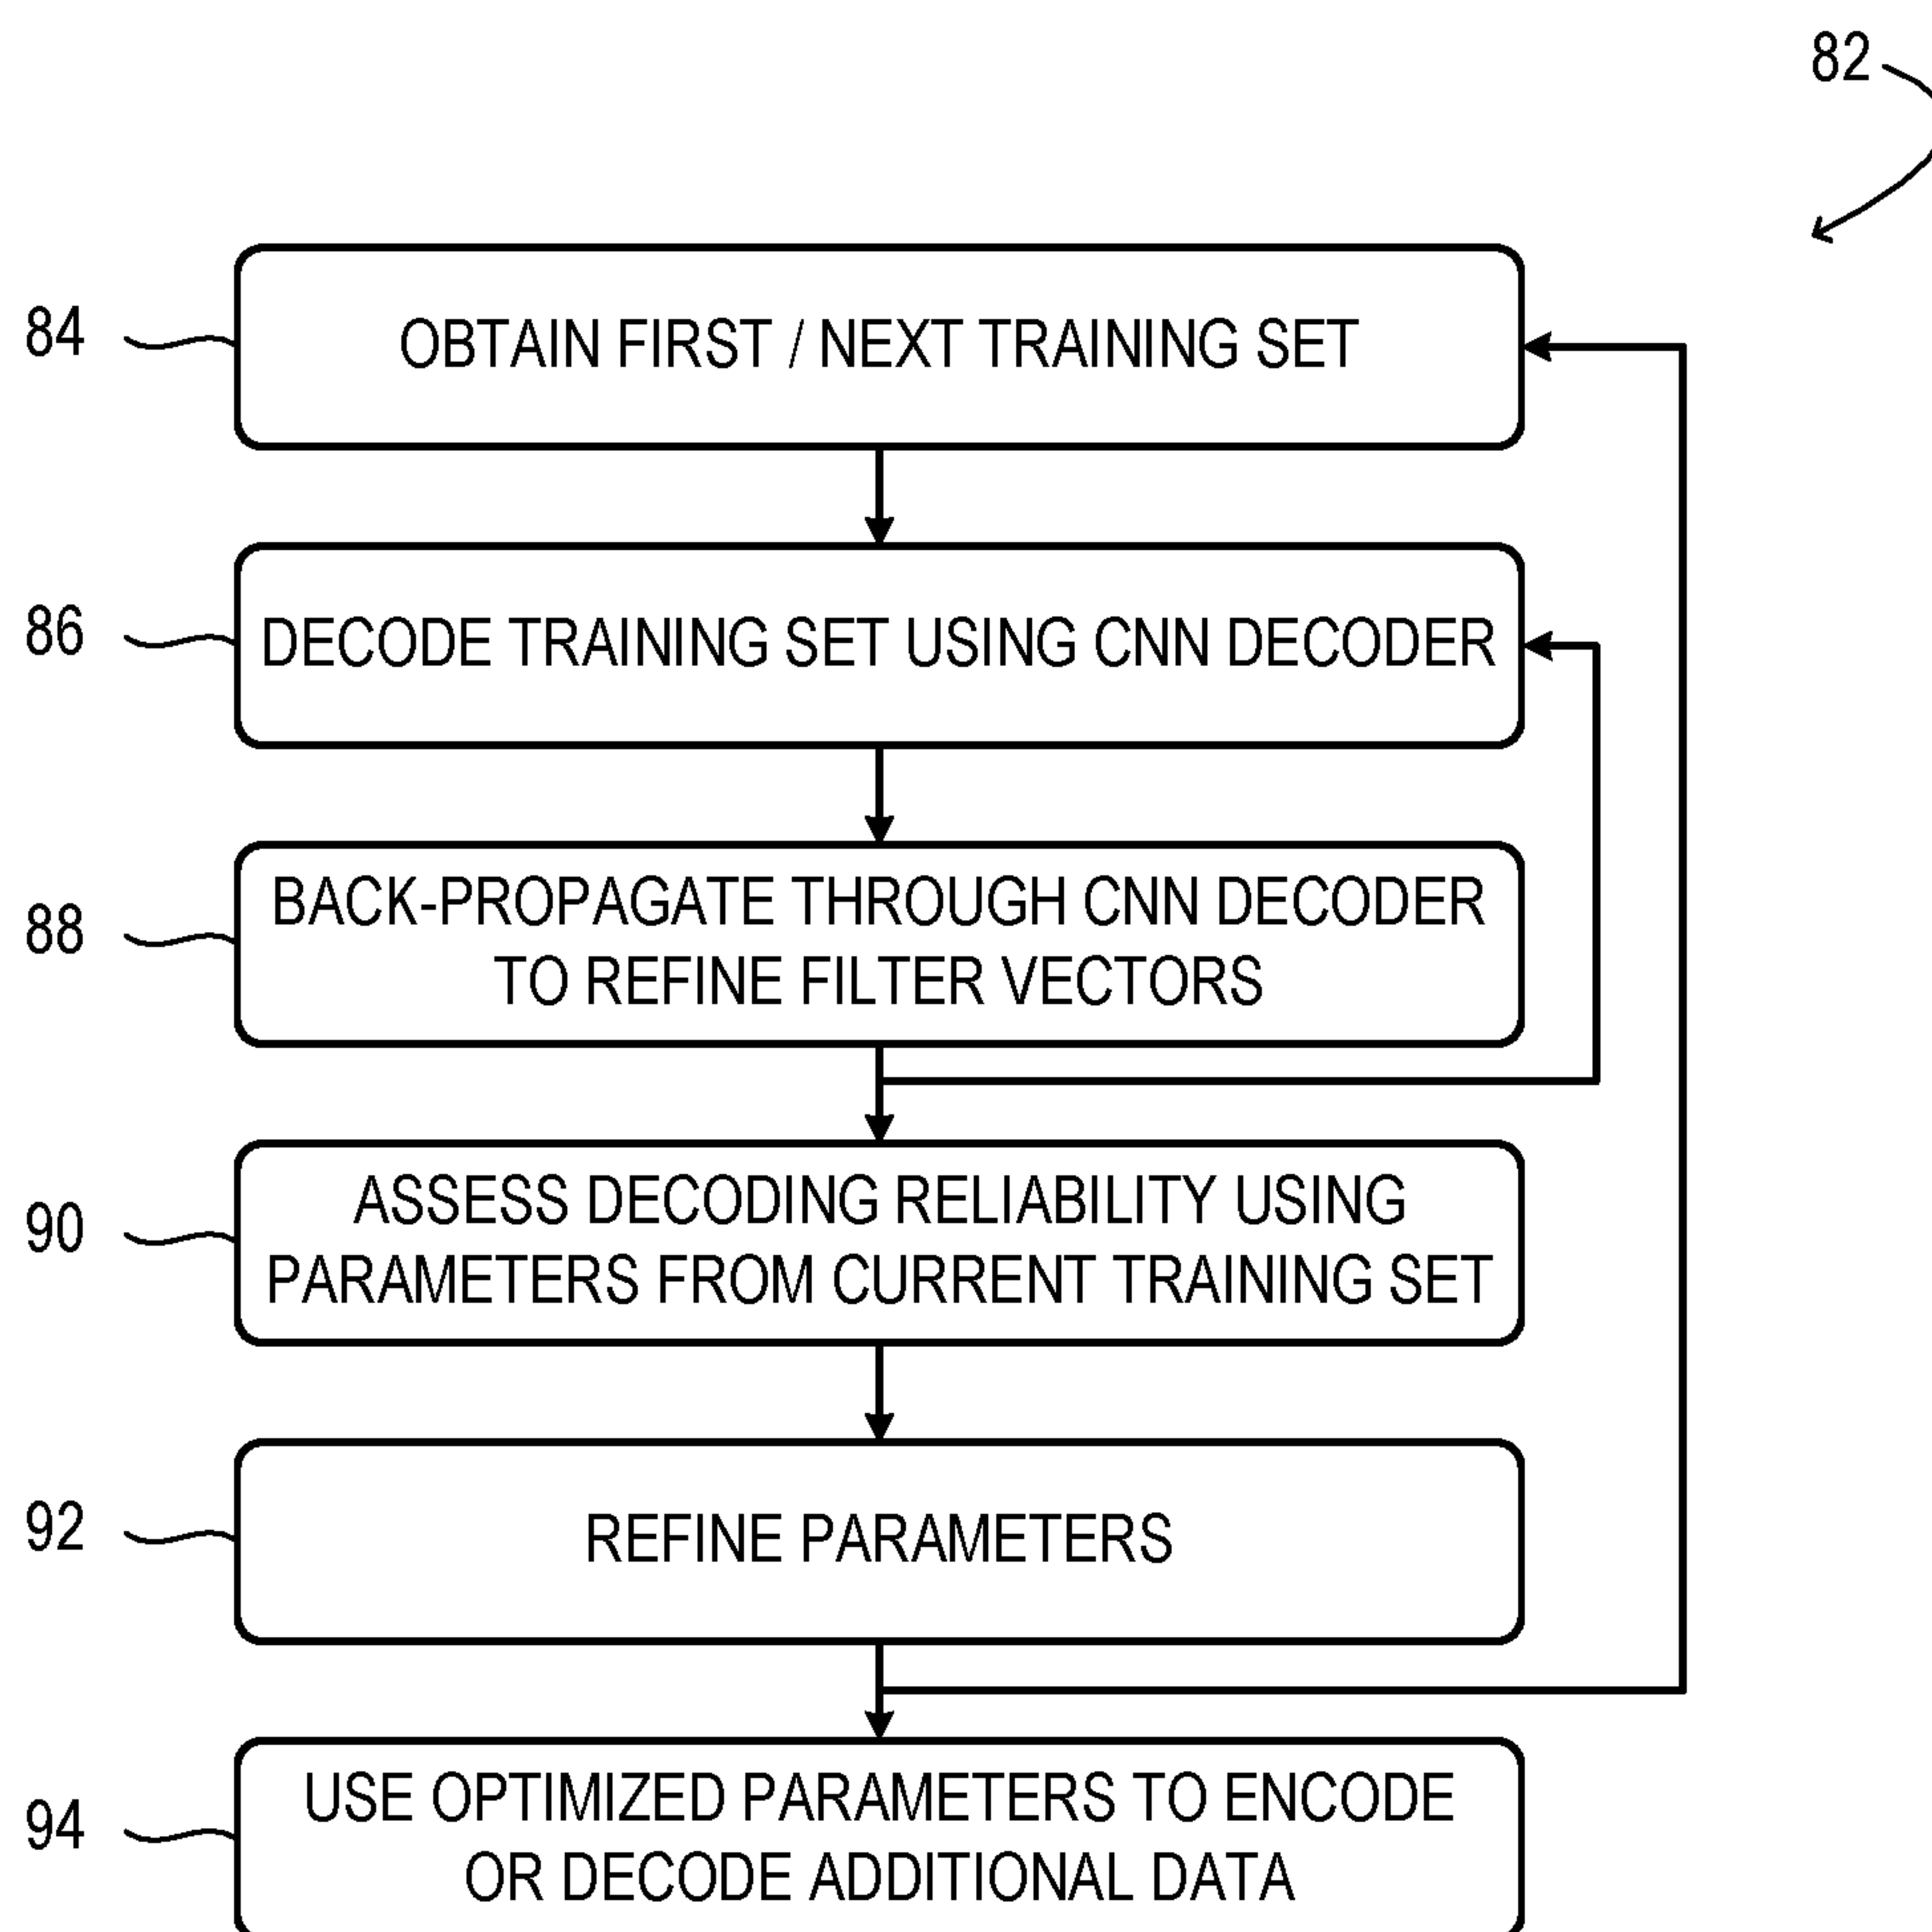 82
84
OBTAIN FIRST / NEXT TRAINING SET
86
DECODE TRAINING SET USING CNN DECODER
88
BACK-PROPAGATE THROUGH CNN DECODER
TO REFINE FILTER VECTORS
90
ASSESS DECODING RELIABILITY USING
PARAMETERS FROM CURRENT TRAINING SET
92
REFINE PARAMETERS
94
USE OPTIMIZED PARAMETERS TO ENCODE
OR DECODE ADDITIONAL DATA